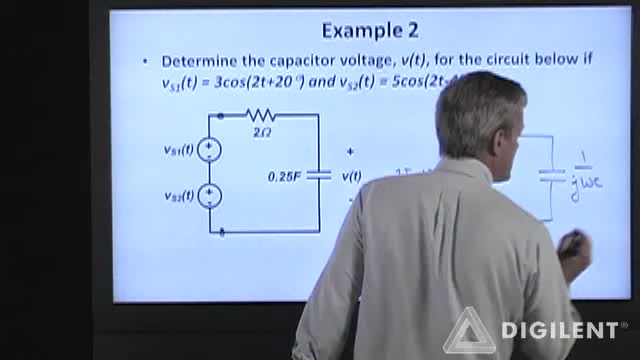 Example 2
• Determine the capacitor voltage, v(t), for the circuit below if
vS1(t) = 3cos(2t+20°) and vS2(t) = 5cos(2t-
2Ω
vS1(t)
+
-
+
0.25F
v(t)
vS2(t)
+
-
-
1
jωc
DIGILENT®